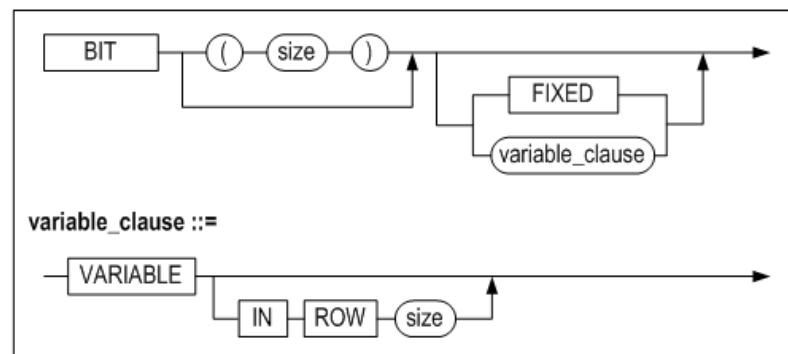 BIT ( size )
FIXED
variable_clause
variable_clause ::=
VARIABLE
IN ROW size